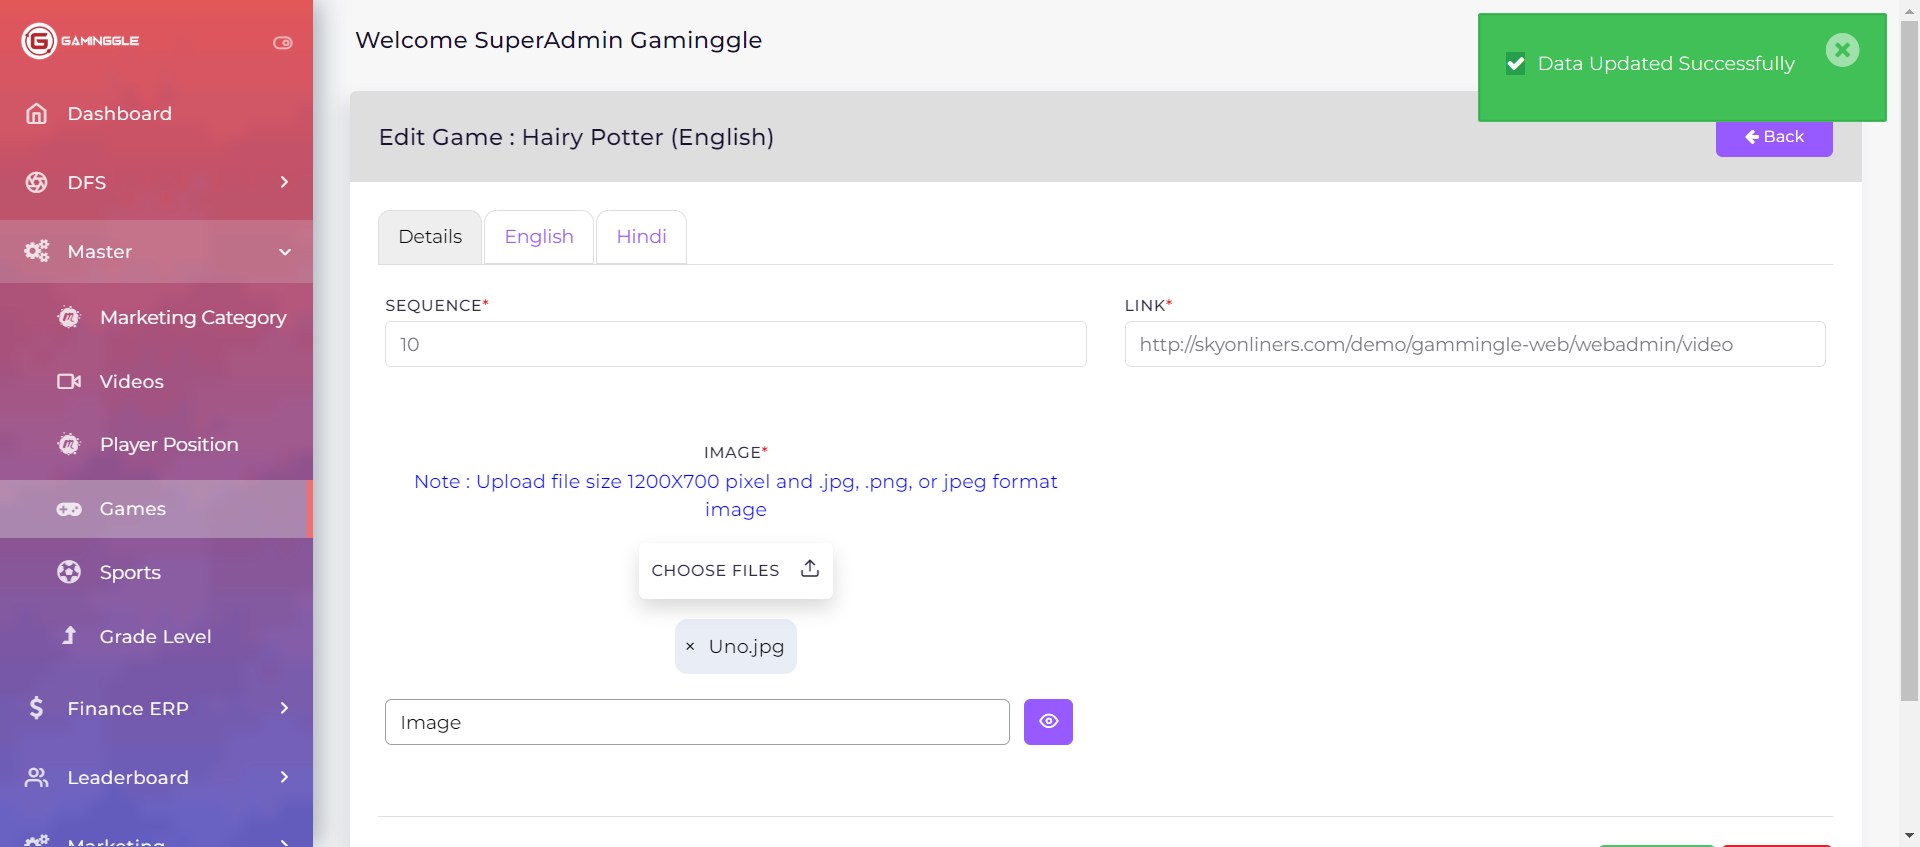 GAMINGGLE
Welcome SuperAdmin Gaminggle
Data Updated Successfully
Dashboard
DFS
Master
Marketing Category
Videos
Player Position
Games
Sports
Grade Level
Finance ERP
Leaderboard
Marketing
Edit Game : Hairy Potter (English)
Back
Details
English
Hindi
SEQUENCE*
LINK*
10
http://skyonliners.com/demo/gammingle-web/webadmin/video
IMAGE*
Note : Upload file size 1200X700 pixel and .jpg, .png, or jpeg format
image
CHOOSE FILES
× Uno.jpg
Image